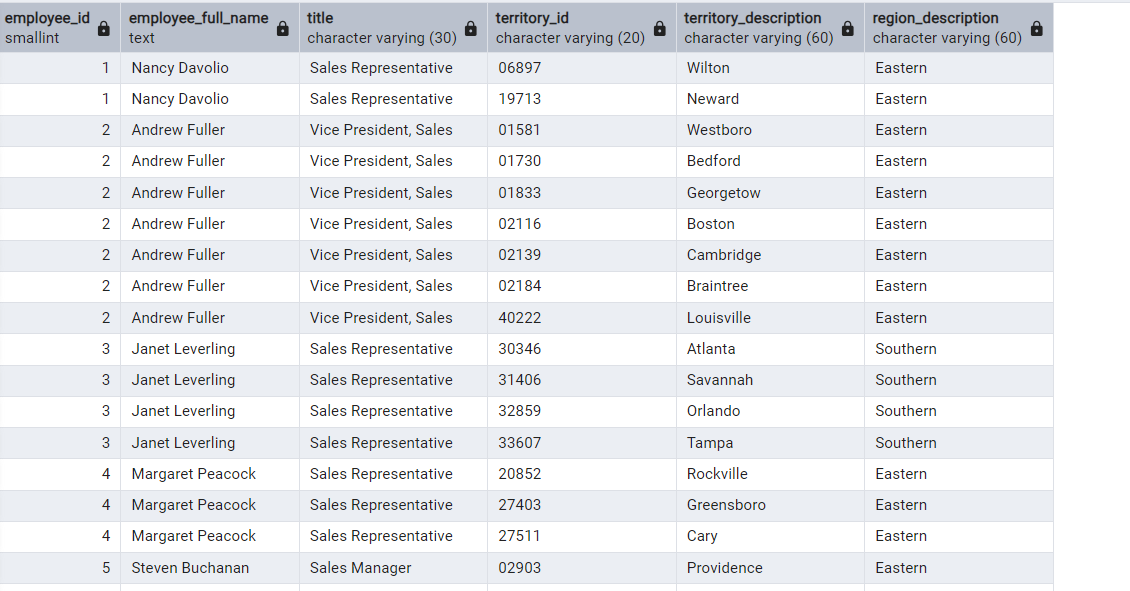 employee_id employee_full_name title territory_id territory_description region_description
smallint text character varying (30) character varying (20) character varying (60) character varying (60)
1 Nancy Davolio Sales Representative 06897 Wilton Eastern
1 Nancy Davolio Sales Representative 19713 Neward Eastern
2 Andrew Fuller Vice President, Sales 01581 Westboro Eastern
2 Andrew Fuller Vice President, Sales 01730 Bedford Eastern
2 Andrew Fuller Vice President, Sales 01833 Georgetow Eastern
2 Andrew Fuller Vice President, Sales 02116 Boston Eastern
2 Andrew Fuller Vice President, Sales 02139 Cambridge Eastern
2 Andrew Fuller Vice President, Sales 02184 Braintree Eastern
2 Andrew Fuller Vice President, Sales 40222 Louisville Eastern
3 Janet Leverling Sales Representative 30346 Atlanta Southern
3 Janet Leverling Sales Representative 31406 Savannah Southern
3 Janet Leverling Sales Representative 32859 Orlando Southern
3 Janet Leverling Sales Representative 33607 Tampa Southern
4 Margaret Peacock Sales Representative 20852 Rockville Eastern
4 Margaret Peacock Sales Representative 27403 Greensboro Eastern
4 Margaret Peacock Sales Representative 27511 Cary Eastern
5 Steven Buchanan Sales Manager 02903 Providence Eastern